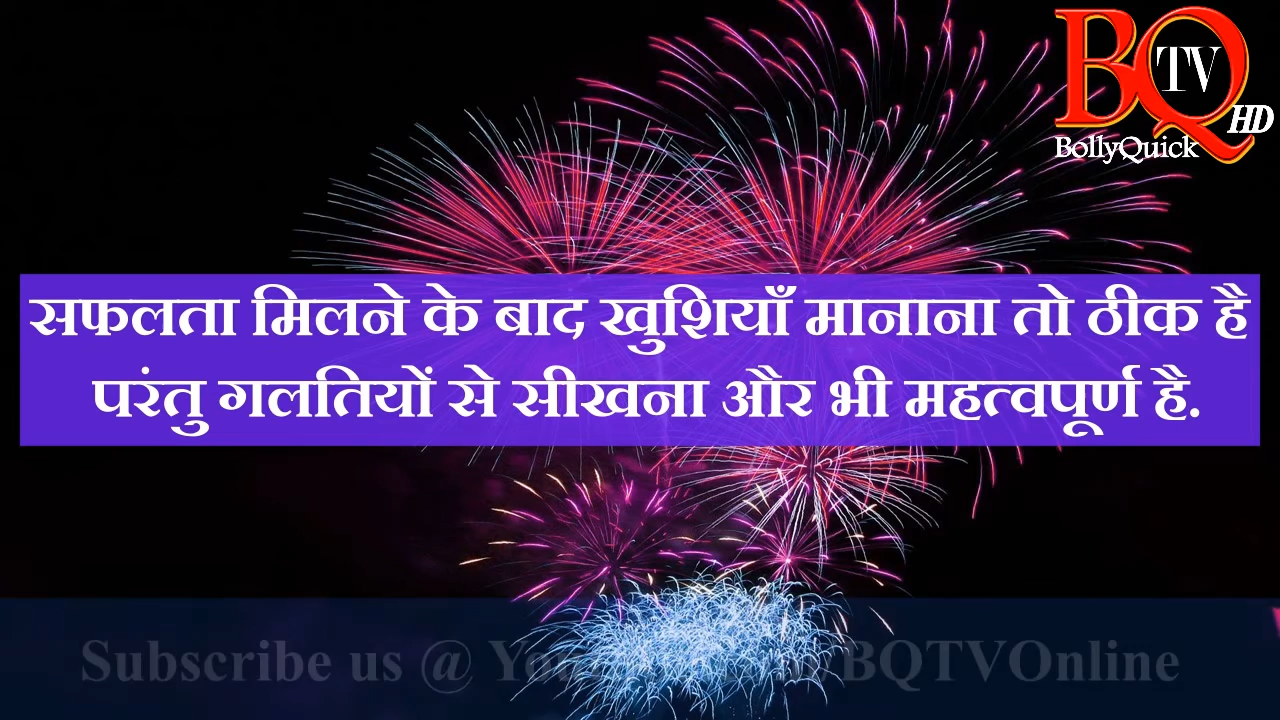 BQ
TV
HD
BollyQuick
सफलता मिलने के बाद खुशियाँ मानाना तो ठीक है
परंतु गलतियों से सीखना और भी महत्वपूर्ण है.
Subscribe us @ /BQTVOnline